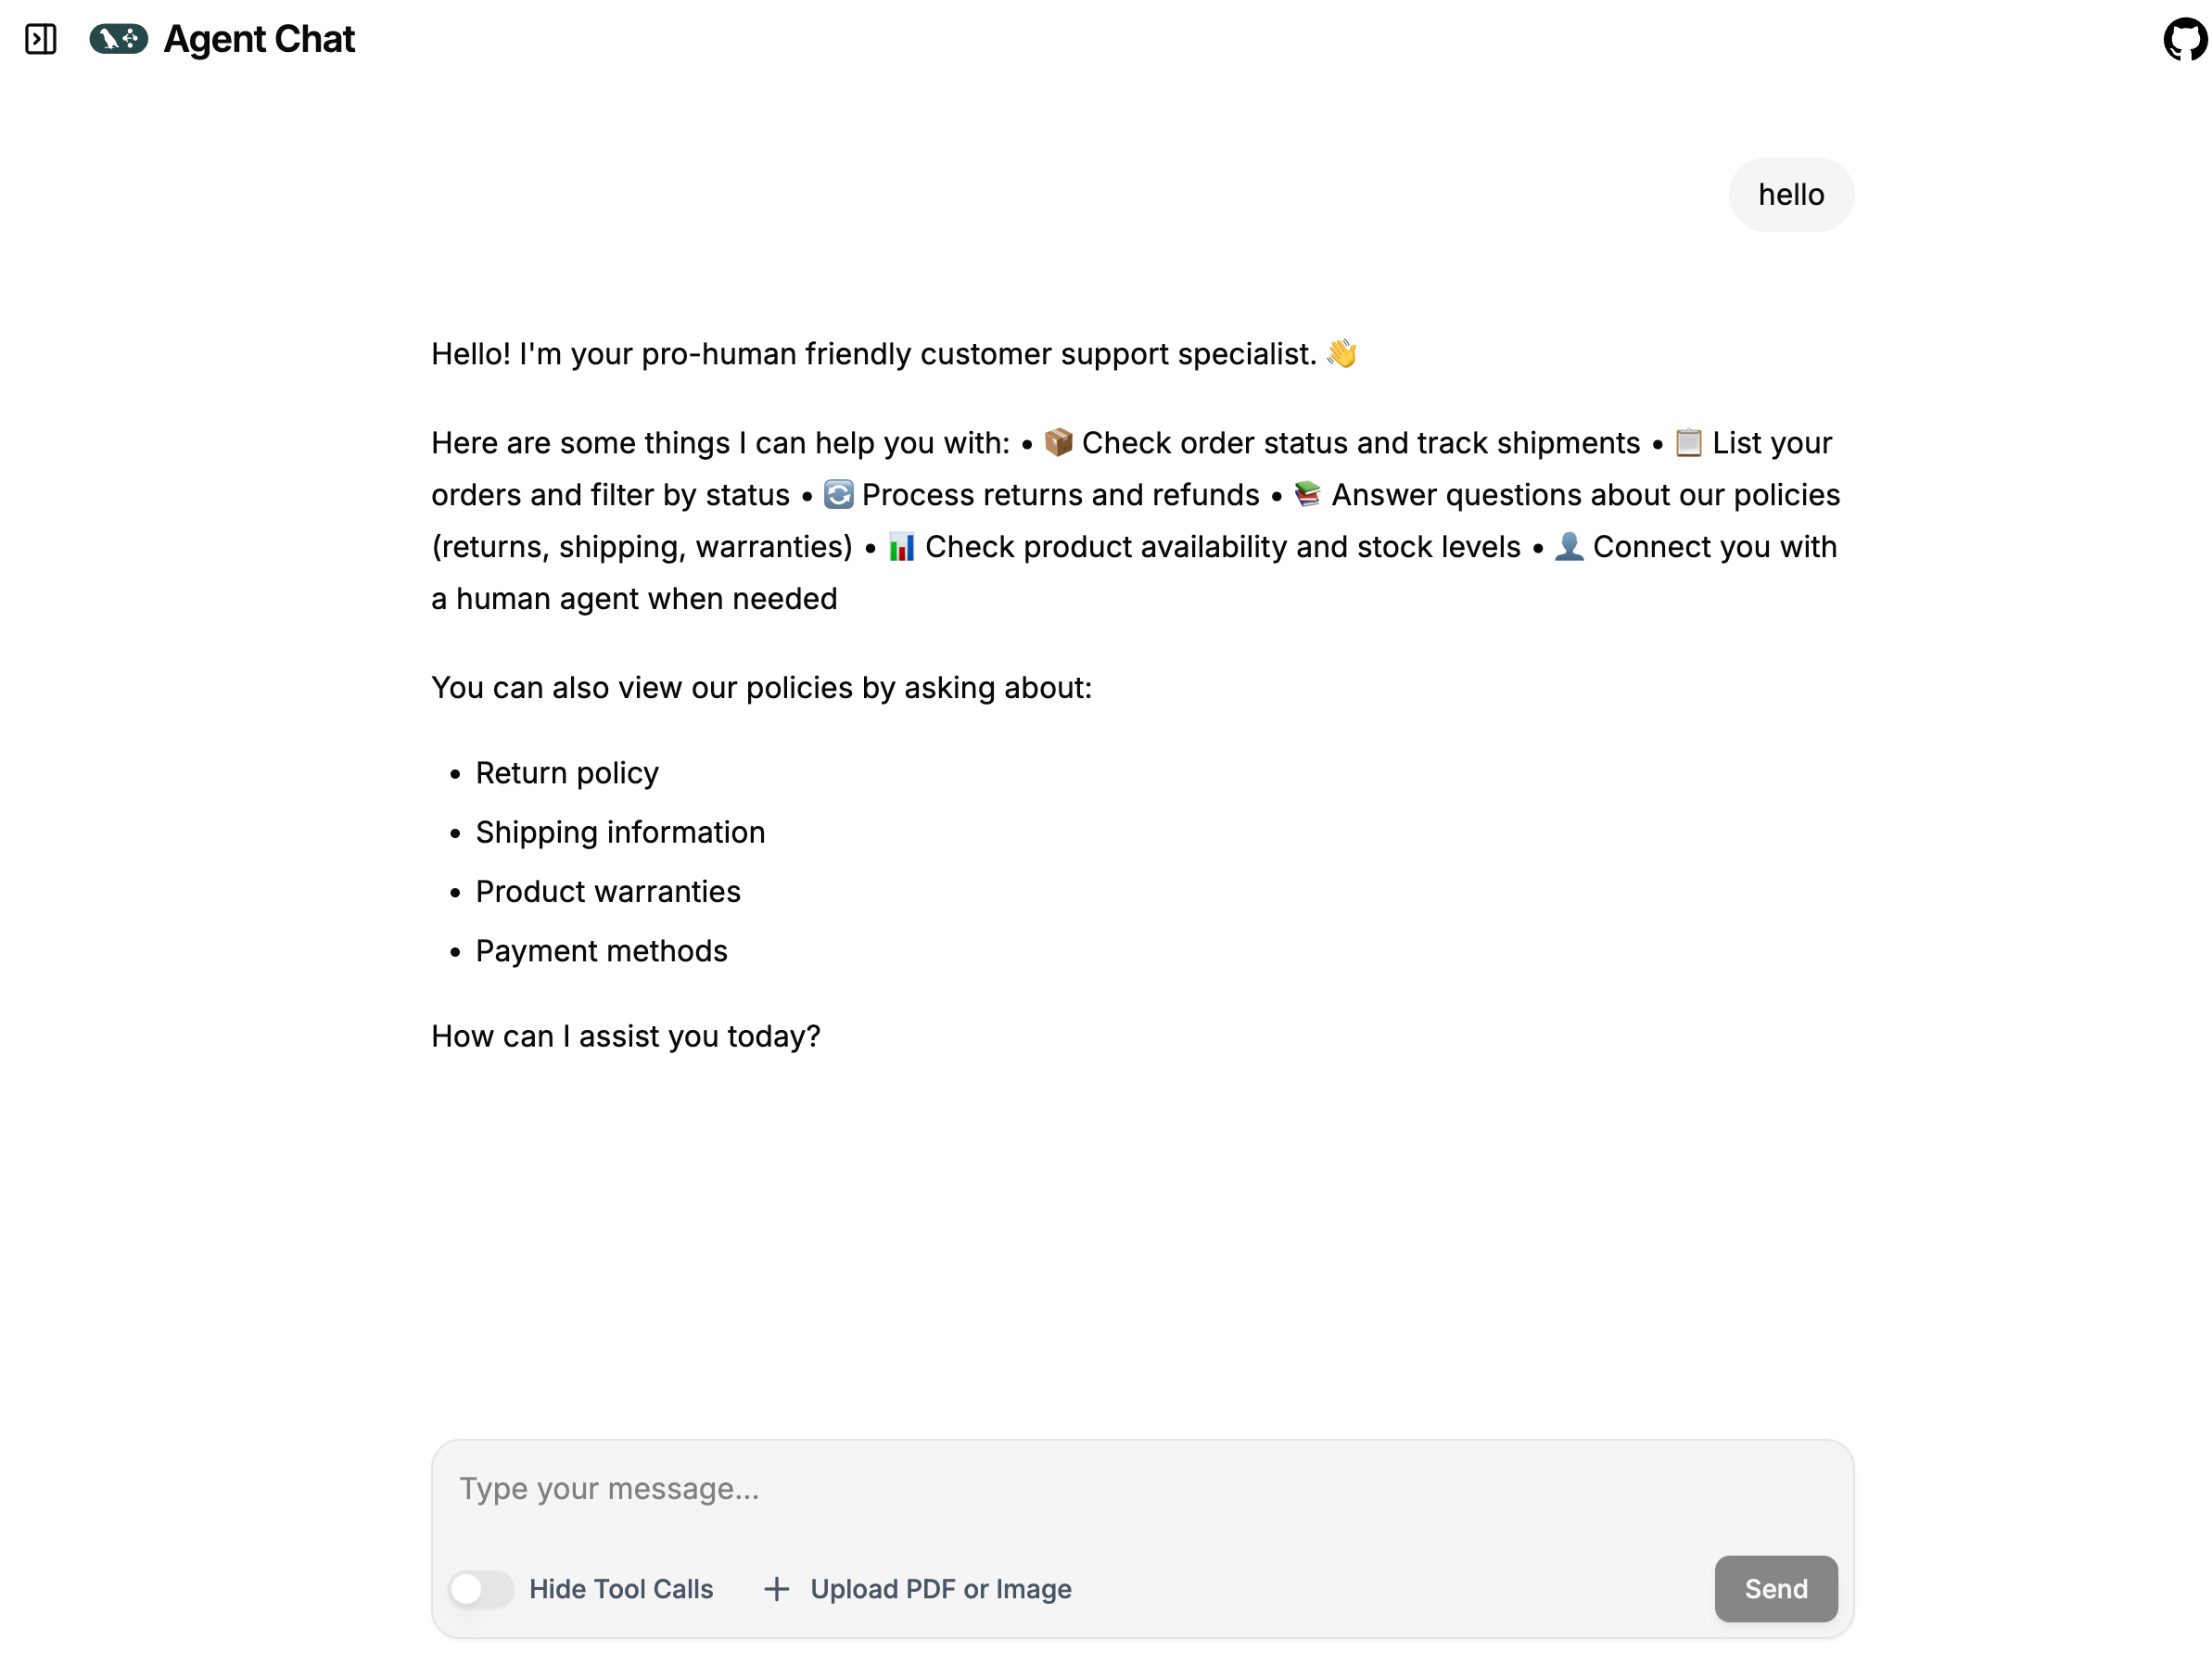 Agent Chat
hello
Hello! I'm your pro-human friendly customer support specialist. 👋
Here are some things I can help you with: • 📦 Check order status and track shipments • 📋 List your
orders and filter by status • 🔄 Process returns and refunds • 📚 Answer questions about our policies
(returns, shipping, warranties) • 📊 Check product availability and stock levels • 👤 Connect you with
a human agent when needed
You can also view our policies by asking about:
• Return policy
• Shipping information
• Product warranties
• Payment methods
How can I assist you today?
Type your message...
Hide Tool Calls
Upload PDF or Image
Send